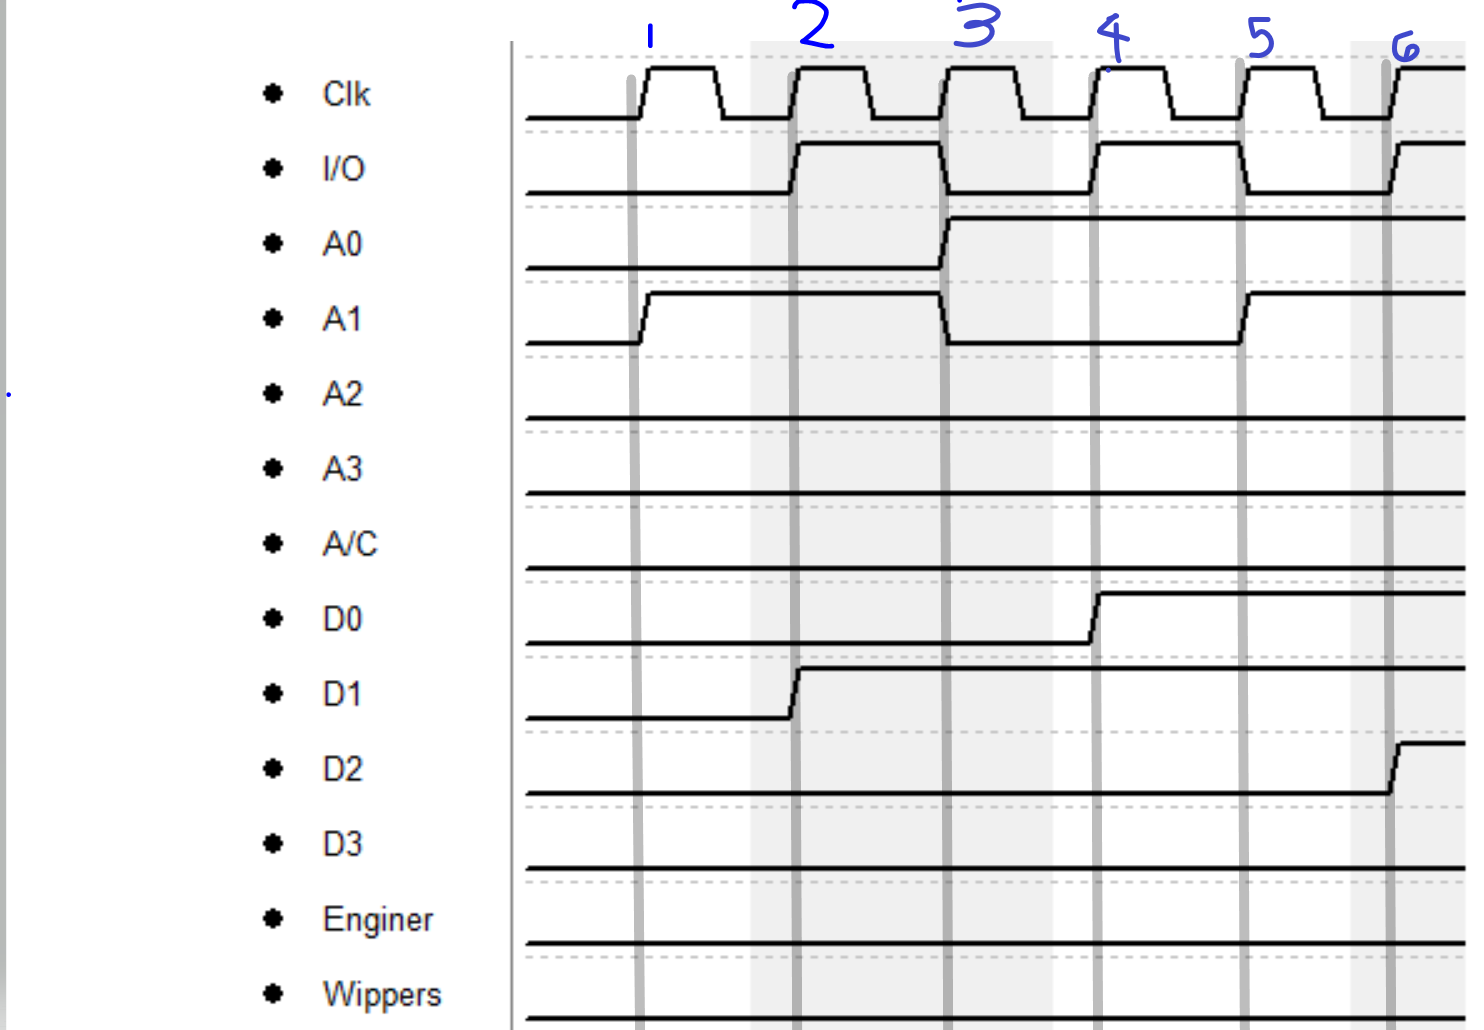 1 2 3 4 5 6
Clk
I/O
A0
A1
A2
A3
A/C
D0
D1
D2
D3
Enginer
Wippers